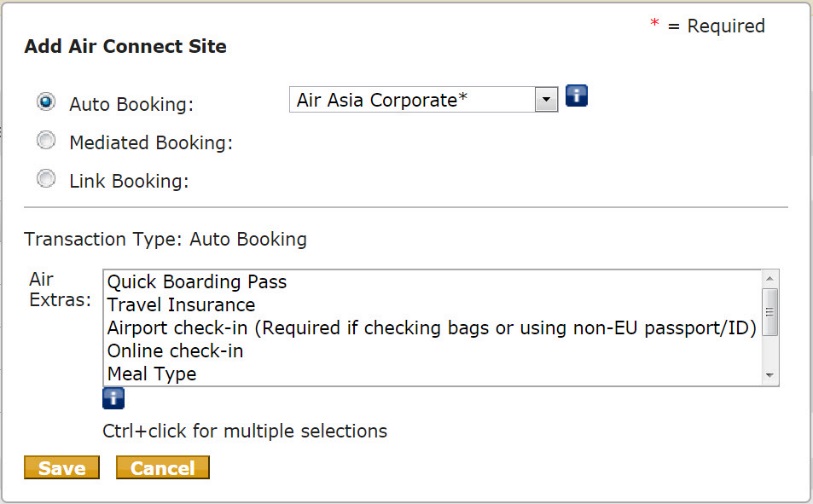 * = Required
Add Air Connect Site
Auto Booking: Air Asia Corporate*
Mediated Booking:
Link Booking:
Transaction Type: Auto Booking
Air
Extras:
Quick Boarding Pass
Travel Insurance
Airport check-in (Required if checking bags or using non-EU passport/ID)
Online check-in
Meal Type
Ctrl+click for multiple selections
Save Cancel